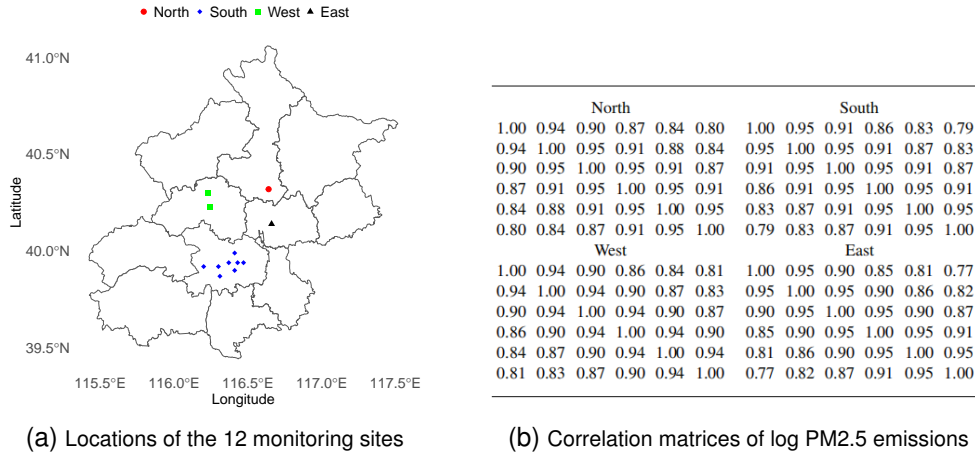 North South West East
41.0°N
40.5°N
40.0°N
39.5°N
Latitude
115.5°E 116.0°E 116.5°E 117.0°E 117.5°E
Longitude
(a) Locations of the 12 monitoring sites
North South
1.00 0.94 0.90 0.87 0.84 0.80 1.00 0.95 0.91 0.86 0.83 0.79
0.94 1.00 0.95 0.91 0.88 0.84 0.95 1.00 0.95 0.91 0.87 0.83
0.90 0.95 1.00 0.95 0.91 0.87 0.91 0.95 1.00 0.95 0.91 0.87
0.87 0.91 0.95 1.00 0.95 0.91 0.86 0.91 0.95 1.00 0.95 0.91
0.84 0.88 0.91 0.95 1.00 0.95 0.83 0.87 0.91 0.95 1.00 0.95
0.80 0.84 0.87 0.91 0.95 1.00 0.79 0.83 0.87 0.91 0.95 1.00
West East
1.00 0.94 0.90 0.86 0.84 0.81 1.00 0.95 0.90 0.85 0.81 0.77
0.94 1.00 0.94 0.90 0.87 0.83 0.95 1.00 0.95 0.90 0.86 0.82
0.90 0.94 1.00 0.94 0.90 0.87 0.90 0.95 1.00 0.95 0.90 0.87
0.86 0.90 0.94 1.00 0.94 0.90 0.85 0.90 0.95 1.00 0.95 0.91
0.84 0.87 0.90 0.94 1.00 0.94 0.81 0.86 0.90 0.95 1.00 0.95
0.81 0.83 0.87 0.90 0.94 1.00 0.77 0.82 0.87 0.91 0.95 1.00
(b) Correlation matrices of log PM2.5 emissions